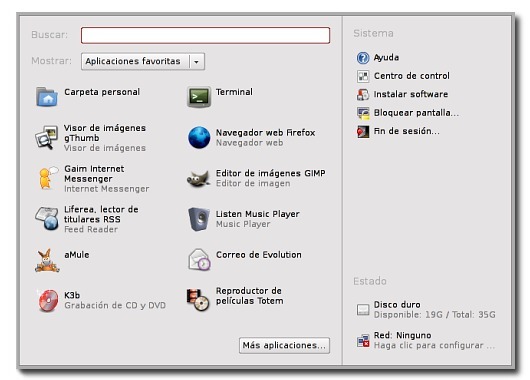 Buscar:
Mostrar: Aplicaciones favoritas
Carpeta personal
Terminal
Visor de imágenes
gThumb
Visor de imágenes
Navegador web Firefox
Navegador web
Gaim Internet
Messenger
Internet Messenger
Editor de imágenes GIMP
Editor de imagen
Liferea, lector de
titulares RSS
Feed Reader
Listen Music Player
Music Player
aMule
Correo de Evolution
K3b
Grabación de CD y DVD
Reproductor de
películas Totem
Más aplicaciones...
Sistema
Ayuda
Centro de control
Instalar software
Bloquear pantalla...
Fin de sesión...
Estado
Disco duro
Disponible: 19G / Total: 35G
Red: Ninguno
Haga clic para configurar ...